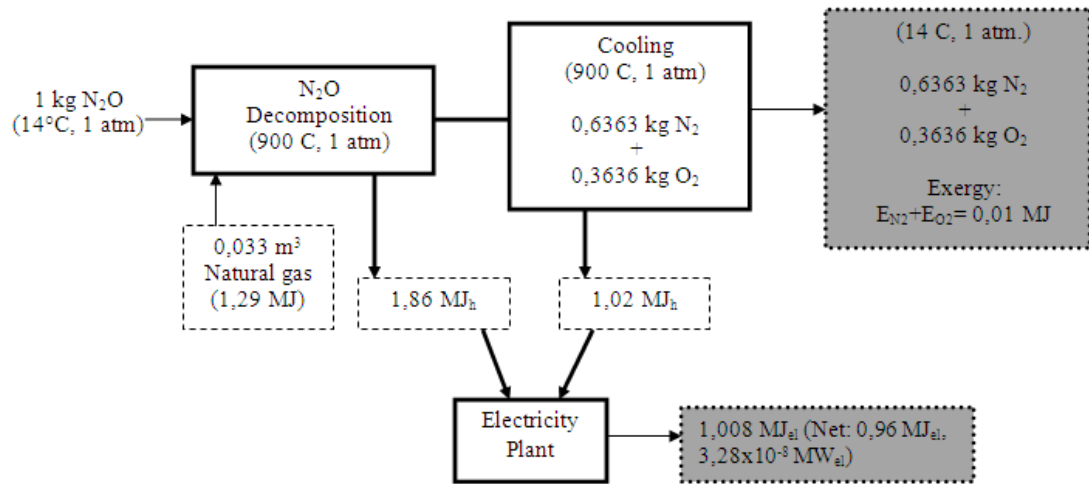 1 kg N₂O
(14°C, 1 atm)
N₂O
Decomposition
(900 C, 1 atm)
Cooling
(900 C, 1 atm)
0,6363 kg N₂
+
0,3636 kg O₂
(14 C, 1 atm.)
0,6363 kg N₂
+
0,3636 kg O₂
Exergy:
E_N2+E_O2= 0,01 MJ
0,033 m³
Natural gas
(1,29 MJ)
1,86 MJₕ
1,02 MJₕ
Electricity
Plant
1,008 MJₑₗ (Net: 0,96 MJₑₗ,
3,28x10⁻⁸ MWₑₗ)